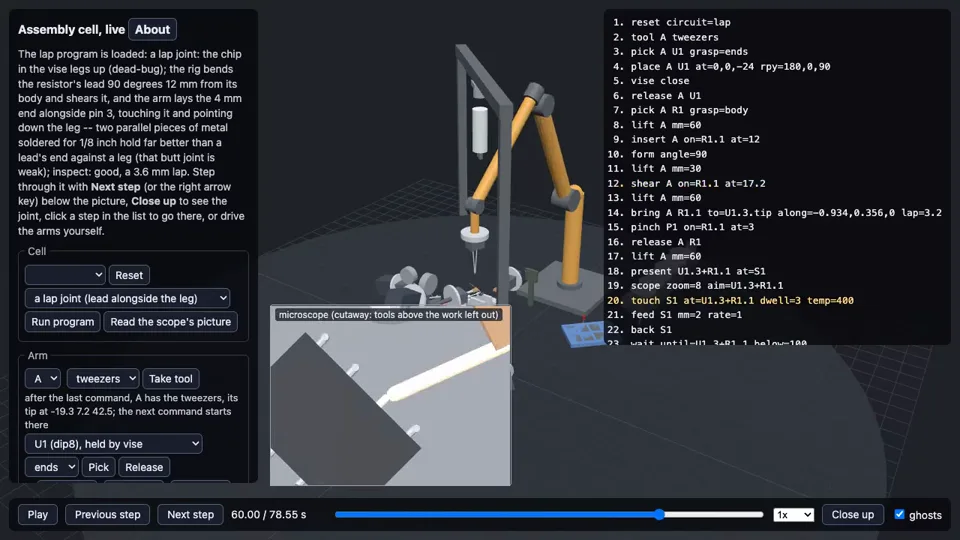 Assembly cell, live About
The lap program is loaded: a lap joint: the chip
in the vise legs up (dead-bug); the rig bends
the resistor's lead 90 degrees 12 mm from its
body and shears it, and the arm lays the 4 mm
end alongside pin 3, touching it and pointing
down the leg -- two parallel pieces of metal
soldered for 1/8 inch hold far better than a
lead's end against a leg (that butt joint is
weak); inspect: good, a 3.6 mm lap. Step
through it with Next step (or the right arrow
key) below the picture, Close up to see the
joint, click a step in the list to go there, or drive
the arms yourself.
Cell
Reset
a lap joint (lead alongside the leg)
Run program Read the scope's picture
Arm
A tweezers Take tool
after the last command, A has the tweezers, its
tip at -19.3 7.2 42.5; the next command starts
there
U1 (dip8), held by vise
ends Pick Release
microscope (cutaway: tools above the work left out)
1. reset circuit=lap
2. tool A tweezers
3. pick A U1 grasp=ends
4. place A U1 at=0,0,-24 rpy=180,0,90
5. vise close
6. release A U1
7. pick A R1 grasp=body
8. lift A mm=60
9. insert A on=R1.1 at=12
10. form angle=90
11. lift A mm=30
12. shear A on=R1.1 at=17.2
13. lift A mm=60
14. bring A R1.1 to=U1.3.tip along=-0.934,0.356,0 lap=3.2
15. pinch P1 on=R1.1 at=3
16. release A R1
17. lift A mm=60
18. present U1.3+R1.1 at=S1
19. scope zoom=8 aim=U1.3+R1.1
20. touch S1 at=U1.3+R1.1 dwell=3 temp=400
21. feed S1 mm=2 rate=1
22. back S1
23. wait until=U1.3+R1.1 below=100
Play Previous step Next step 60.00 / 78.55 s 1x Close up ghosts